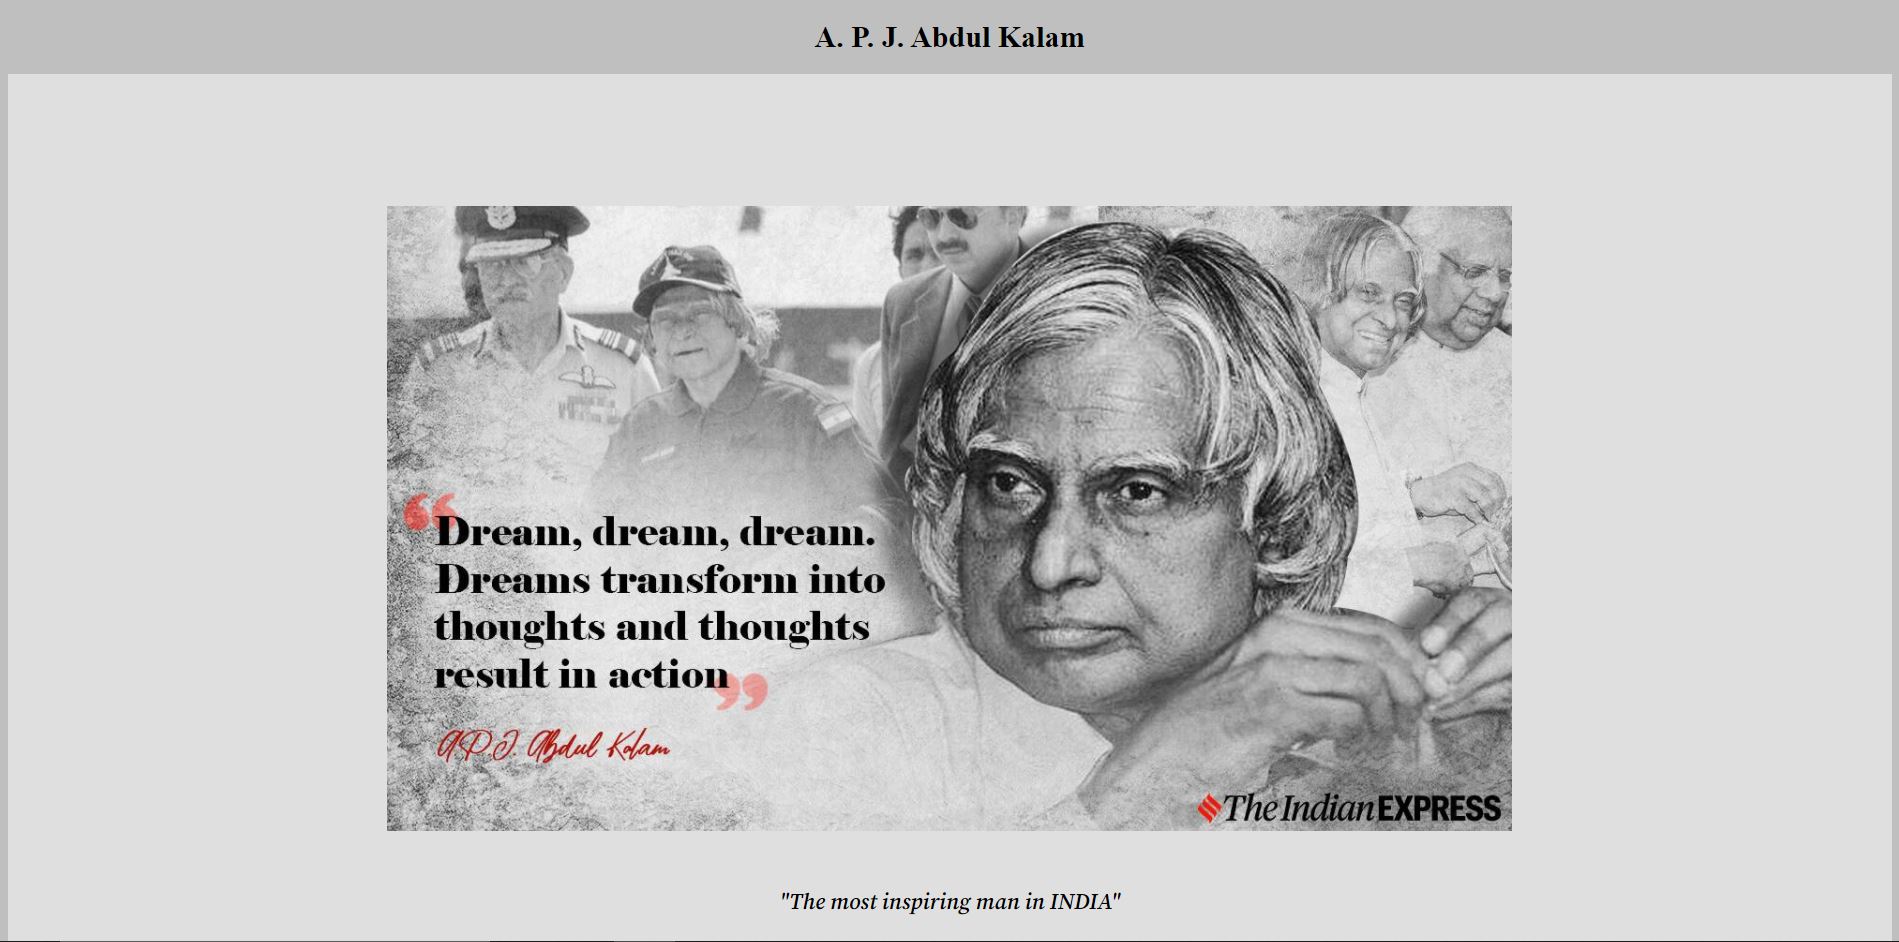 A. P. J. Abdul Kalam
“Dream, dream, dream.
Dreams transform into
thoughts and thoughts
result in action”
A.P.J. Abdul Kalam
The Indian EXPRESS
"The most inspiring man in INDIA"